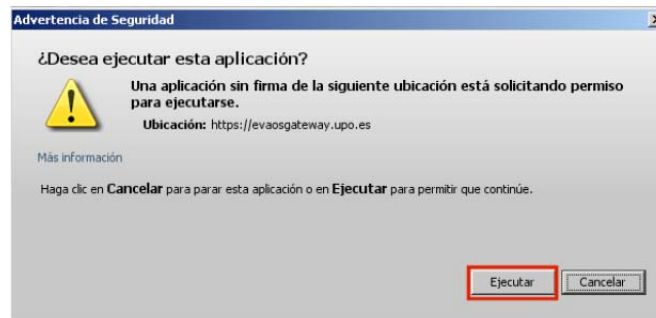 Advertencia de Seguridad
¿Desea ejecutar esta aplicación?
Una aplicación sin firma de la siguiente ubicación está solicitando permiso
para ejecutarse.
Ubicación: https://evaosgateway.upo.es
Más información
Haga clic en Cancelar para parar esta aplicación o en Ejecutar para permitir que continúe.
Ejecutar Cancelar